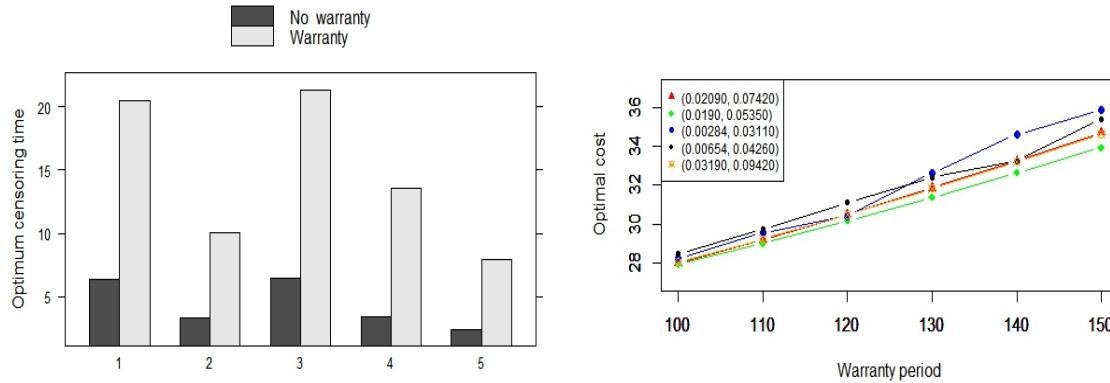 No warranty
Warranty
Optimum censoring time
20
15
10
5
1 2 3 4 5
(0.02090, 0.07420)
(0.0190, 0.05350)
(0.00284, 0.03110)
(0.00654, 0.04260)
(0.03190, 0.09420)
Optimal cost
36
34
32
30
28
100 110 120 130 140 150
Warranty period